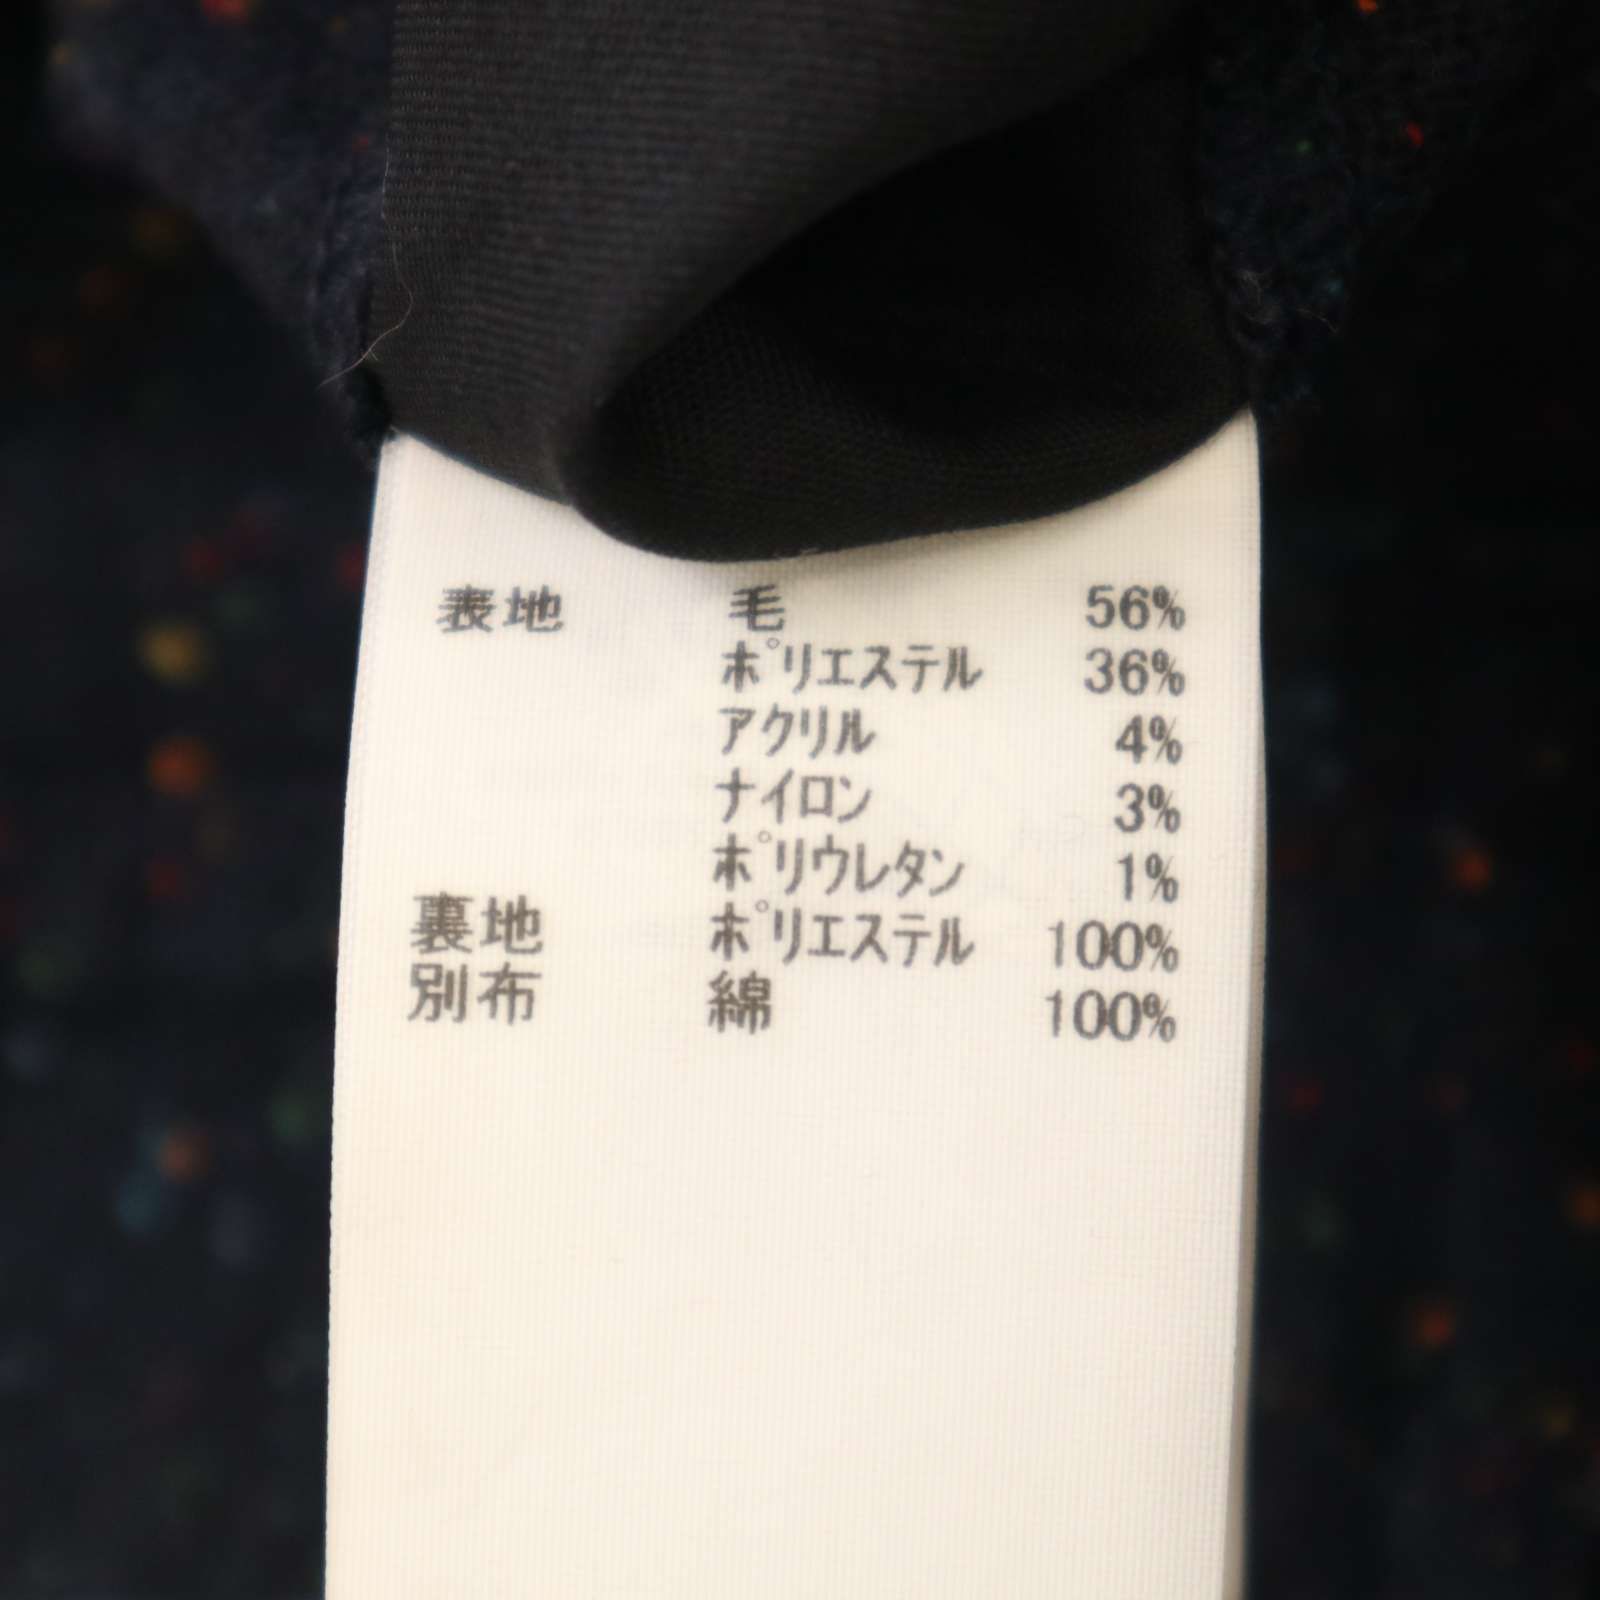 表地 毛 56%
ポリエステル 36%
アクリル 4%
ナイロン 3%
ポリウレタン 1%
裏地 ポリエステル 100%
別布 綿 100%